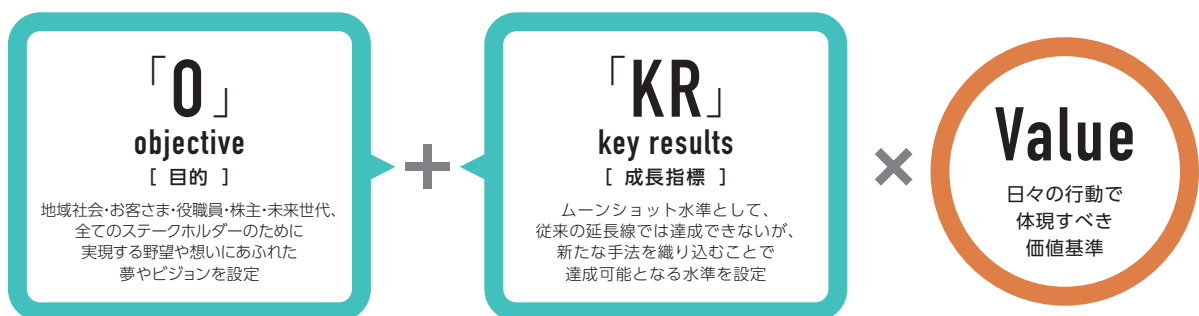 「O」
objective
[ 目的 ]
地域社会・お客さま・役職員・株主・未来世代、
全てのステークホルダーのために
実現する野望や想いにあふれた
夢やビジョンを設定
+
「KR」
key results
[ 成長指標 ]
ムーンショット水準として、
従来の延長線では達成できないが、
新たな手法を織り込むことで
達成可能となる水準を設定
×
Value
日々の行動で
体現すべき
価値基準